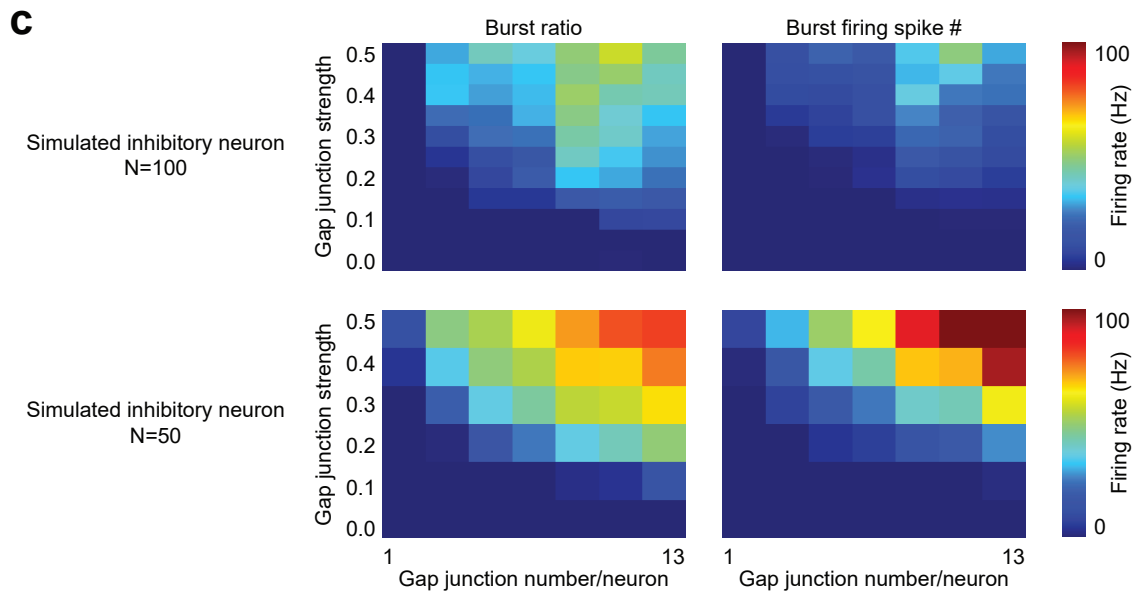 c
Burst ratio
Burst firing spike #
Simulated inhibitory neuron
N=100
Gap junction strength
0.5
0.4
0.3
0.2
0.1
0.0
100
0
Firing rate (Hz)
Simulated inhibitory neuron
N=50
Gap junction strength
0.5
0.4
0.3
0.2
0.1
0.0
100
0
Firing rate (Hz)
1 13
1 13
Gap junction number/neuron
Gap junction number/neuron